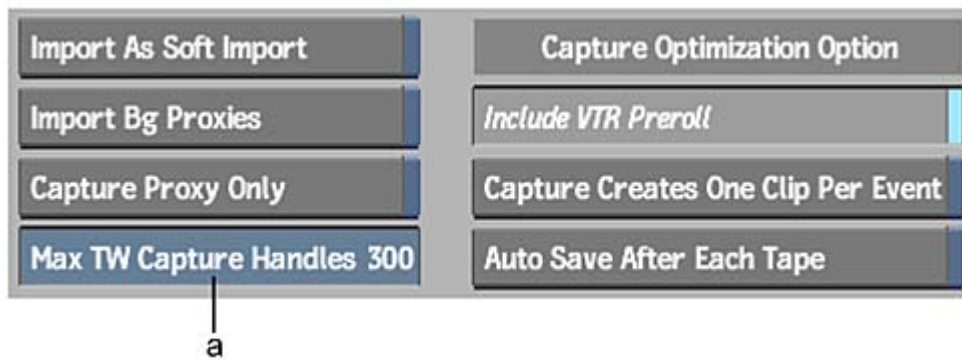 Import As Soft Import
Import Bg Proxies
Capture Proxy Only
Max TW Capture Handles 300
Capture Optimization Option
Include VTR Preroll
Capture Creates One Clip Per Event
Auto Save After Each Tape
a